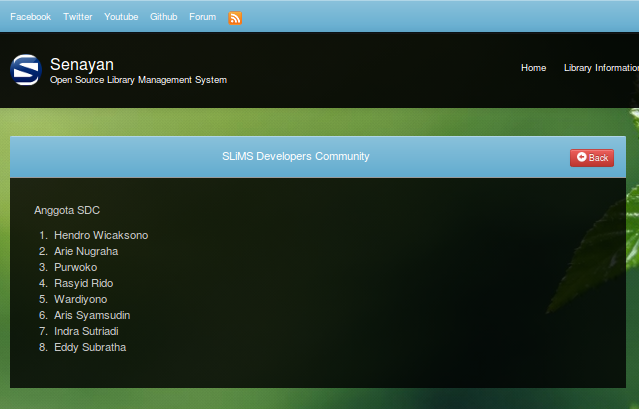 Facebook Twitter Youtube Github Forum
Senayan
Open Source Library Management System
Home Library Information
SLiMS Developers Community
Back
Anggota SDC
1. Hendro Wicaksono
2. Arie Nugraha
3. Purwoko
4. Rasyid Rido
5. Wardiyono
6. Aris Syamsudin
7. Indra Sutriadi
8. Eddy Subratha